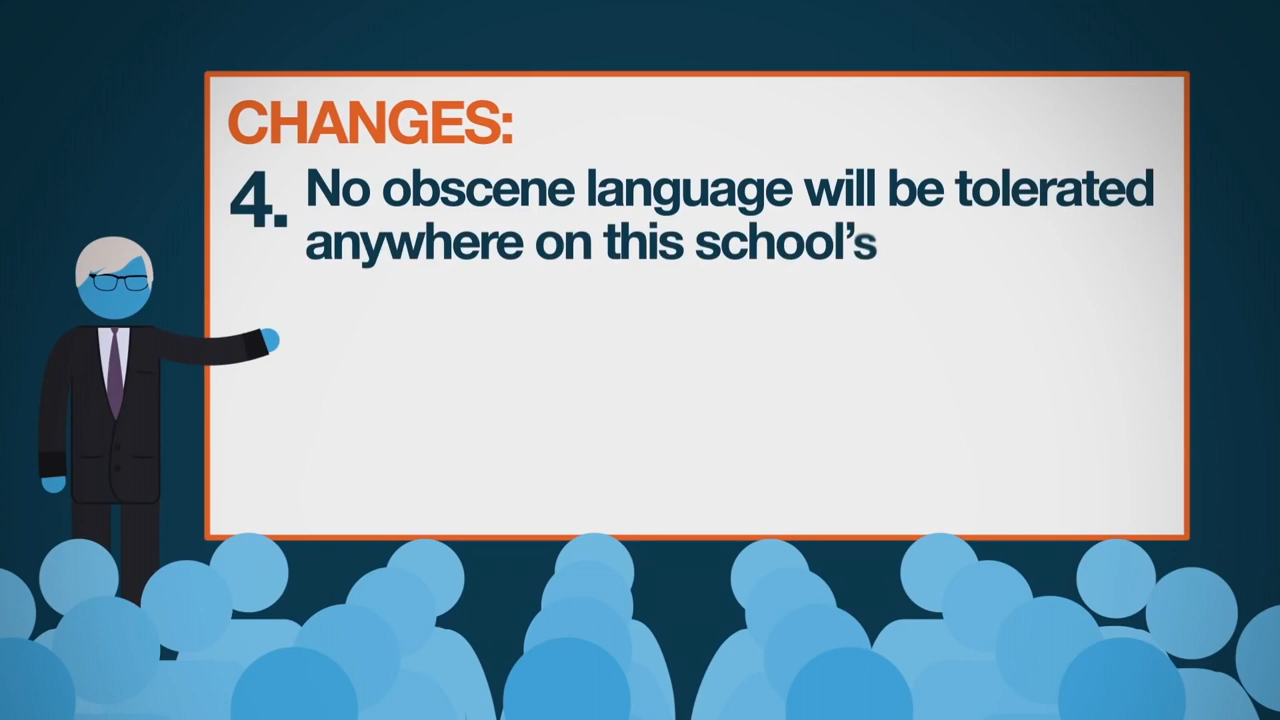 CHANGES:
4. No obscene language will be tolerated
anywhere on this school's